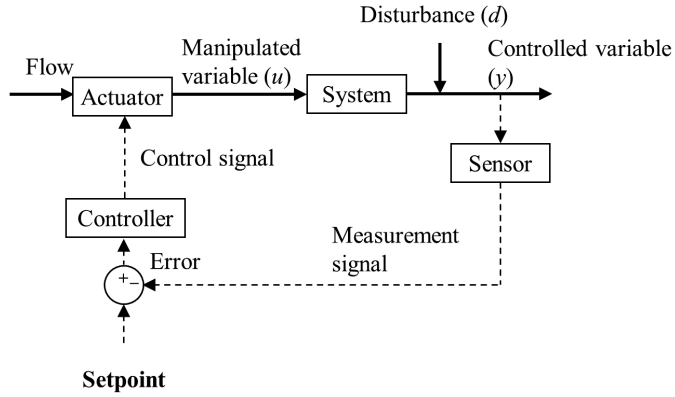 Disturbance (d)
Manipulated
variable (u)
Controlled variable
(y)
Flow
Actuator
System
Sensor
Control signal
Controller
Measurement
signal
Error
+
−
Setpoint